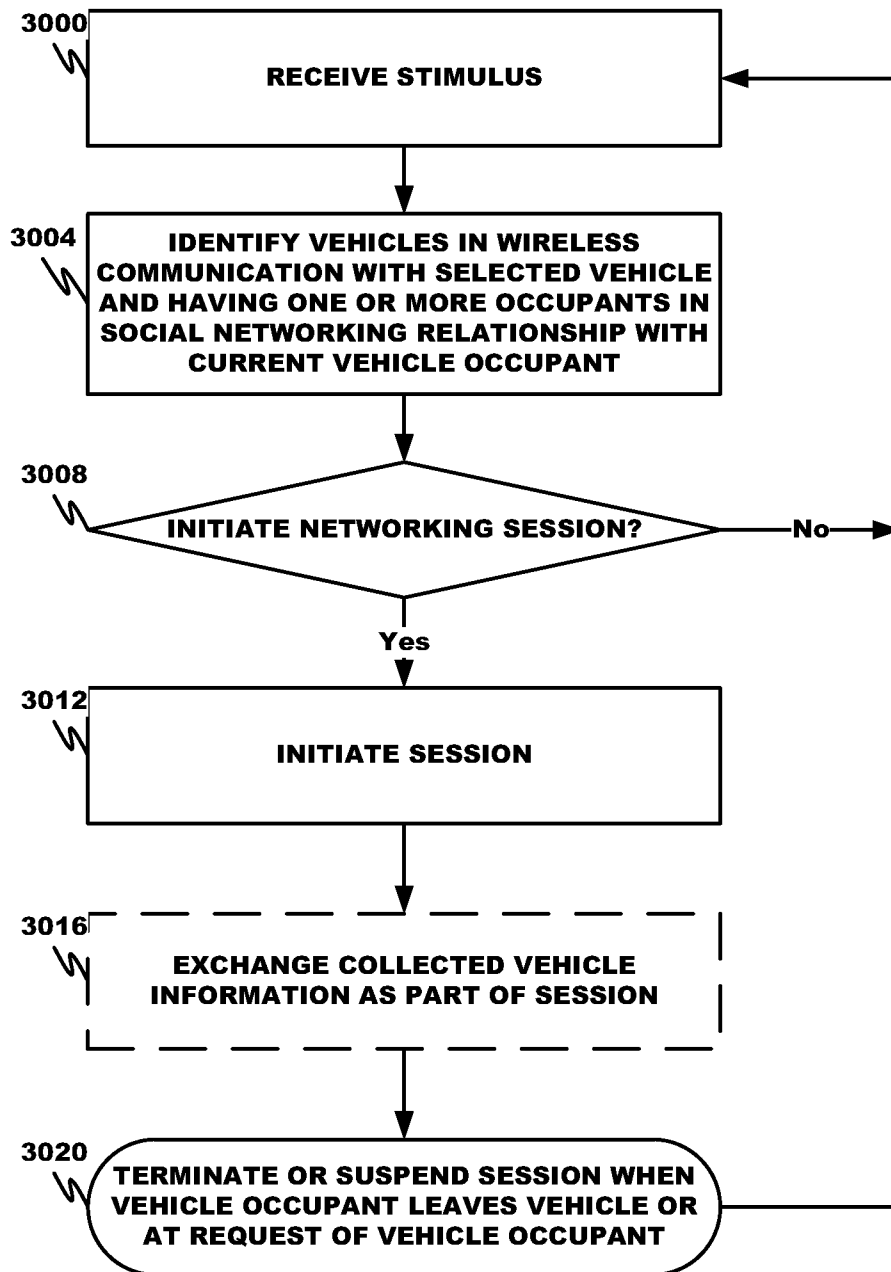 3000
RECEIVE STIMULUS
3004
IDENTIFY VEHICLES IN WIRELESS
COMMUNICATION WITH SELECTED VEHICLE
AND HAVING ONE OR MORE OCCUPANTS IN
SOCIAL NETWORKING RELATIONSHIP WITH
CURRENT VEHICLE OCCUPANT
3008
INITIATE NETWORKING SESSION?
No
Yes
3012
INITIATE SESSION
3016
EXCHANGE COLLECTED VEHICLE
INFORMATION AS PART OF SESSION
3020
TERMINATE OR SUSPEND SESSION WHEN
VEHICLE OCCUPANT LEAVES VEHICLE OR
AT REQUEST OF VEHICLE OCCUPANT